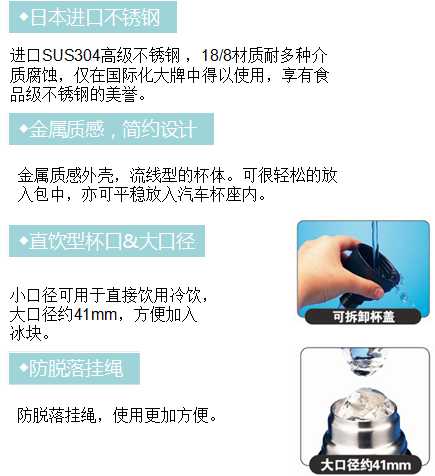 ◆日本进口不锈钢
进口SUS304高级不锈钢，18/8材质耐多种介
质腐蚀，仅在国际化大牌中得以使用，享有食
品级不锈钢的美誉。
◆金属质感，简约设计
金属质感外壳，流线型的杯体。可很轻松的放
入包中，亦可平稳放入汽车杯座内。
◆直饮型杯口&大口径
小口径可用于直接饮用冷饮，
大口径约41mm，方便加入
冰块。
可拆卸杯盖
◆防脱落挂绳
防脱落挂绳，使用更加方便。
大口径约41mm